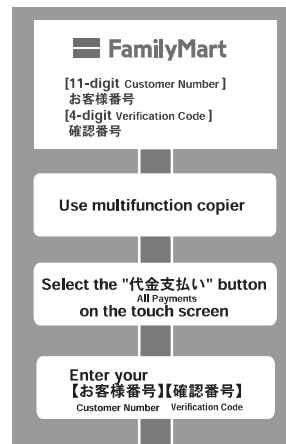 FamilyMart
[11-digit Customer Number]
お客様番号
[4-digit Verification Code]
確認番号
Use multifunction copier
Select the "代金支払い" button
All Payments
on the touch screen
Enter your
【お客様番号】【確認番号】
Customer Number Verification Code